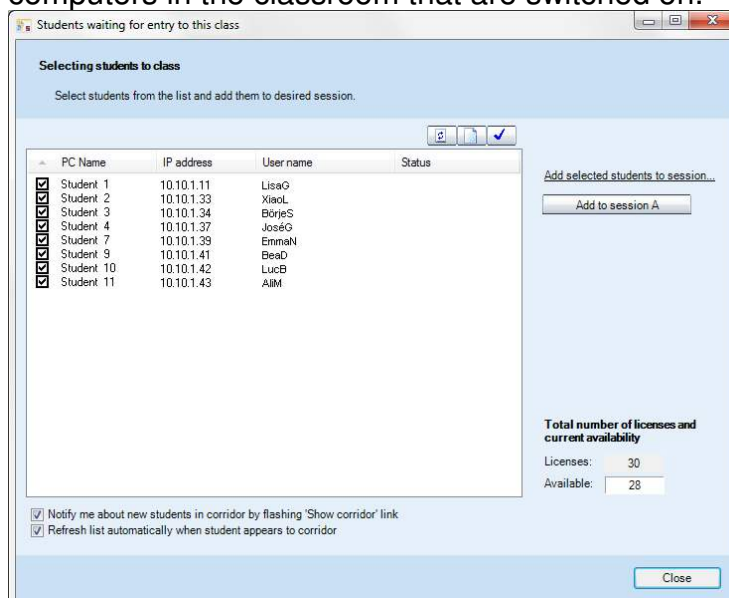 computers in the classroom that are switched on.
Students waiting for entry to this class
Selecting students to class
Select students from the list and add them to desired session.
PC Name IP address User name Status
Student 1 10.10.1.11 LisaG
Student 2 10.10.1.33 XiaoL
Student 3 10.10.1.34 BörjeS
Student 4 10.10.1.37 JoséG
Student 7 10.10.1.39 EmmaN
Student 9 10.10.1.41 BeaD
Student 10 10.10.1.42 LucB
Student 11 10.10.1.43 AliM
Add selected students to session...
Add to session A
Total number of licenses and
current availability
Licenses: 30
Available: 28
Notify me about new students in corridor by flashing 'Show corridor' link
Refresh list automatically when student appears to corridor
Close